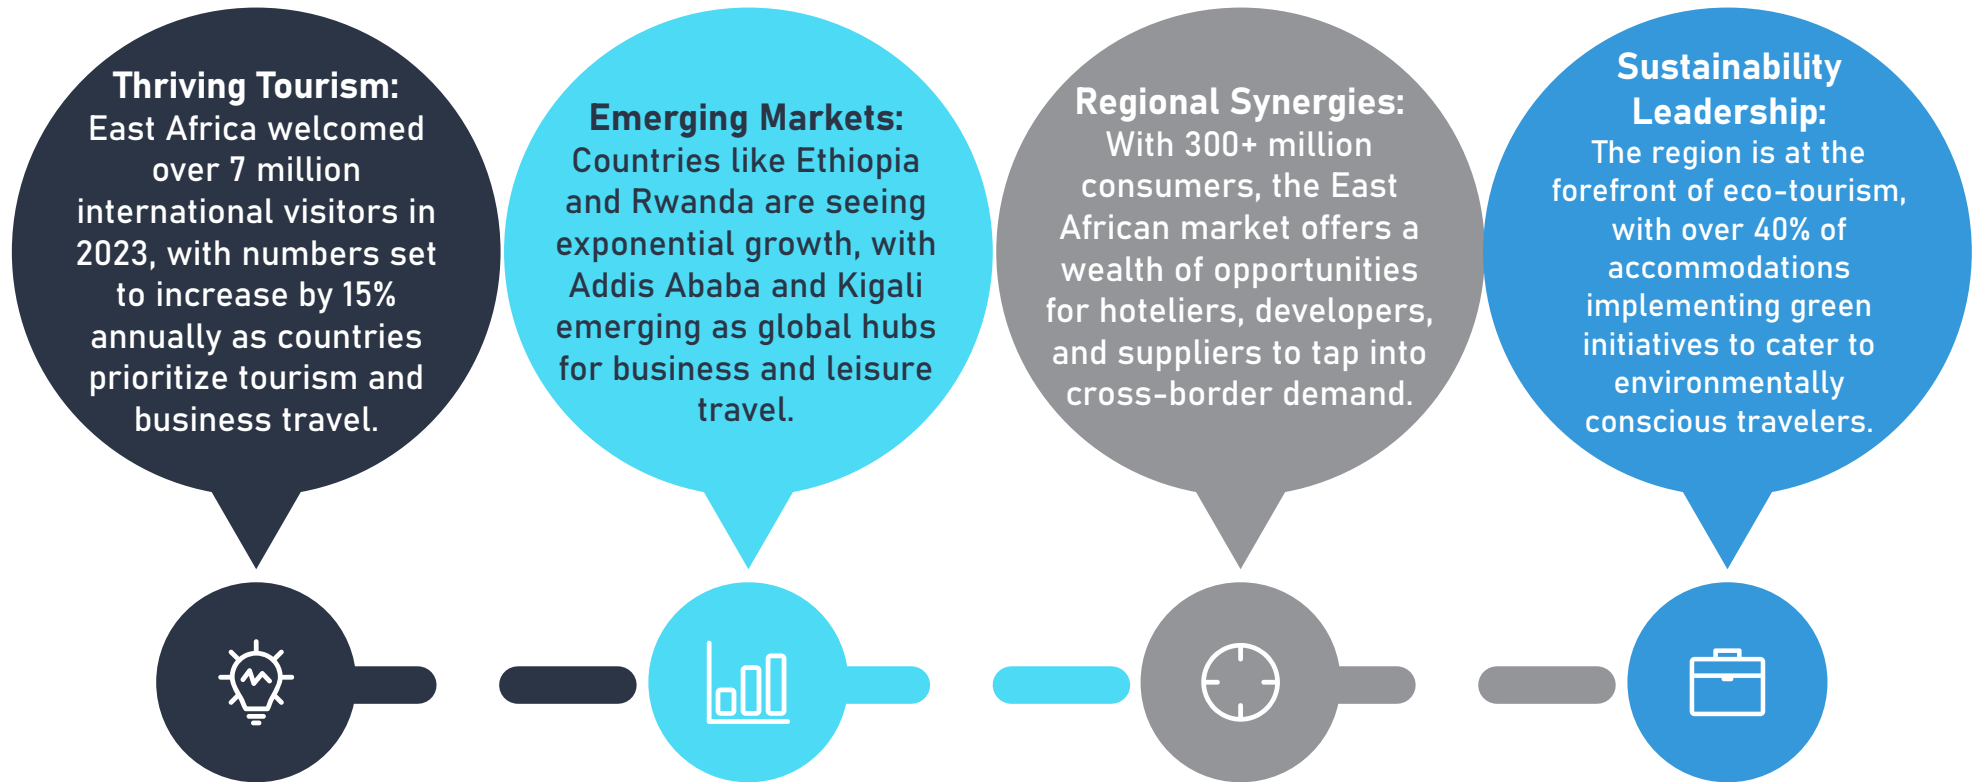 Thriving Tourism:
East Africa welcomed
over 7 million
international visitors in
2023, with numbers set
to increase by 15%
annually as countries
prioritize tourism and
business travel.
Emerging Markets:
Countries like Ethiopia
and Rwanda are seeing
exponential growth, with
Addis Ababa and Kigali
emerging as global hubs
for business and leisure
travel.
Regional Synergies:
With 300+ million
consumers, the East
African market offers a
wealth of opportunities
for hoteliers, developers,
and suppliers to tap into
cross-border demand.
Sustainability
Leadership:
The region is at the
forefront of eco-tourism,
with over 40% of
accommodations
implementing green
initiatives to cater to
environmentally
conscious travelers.